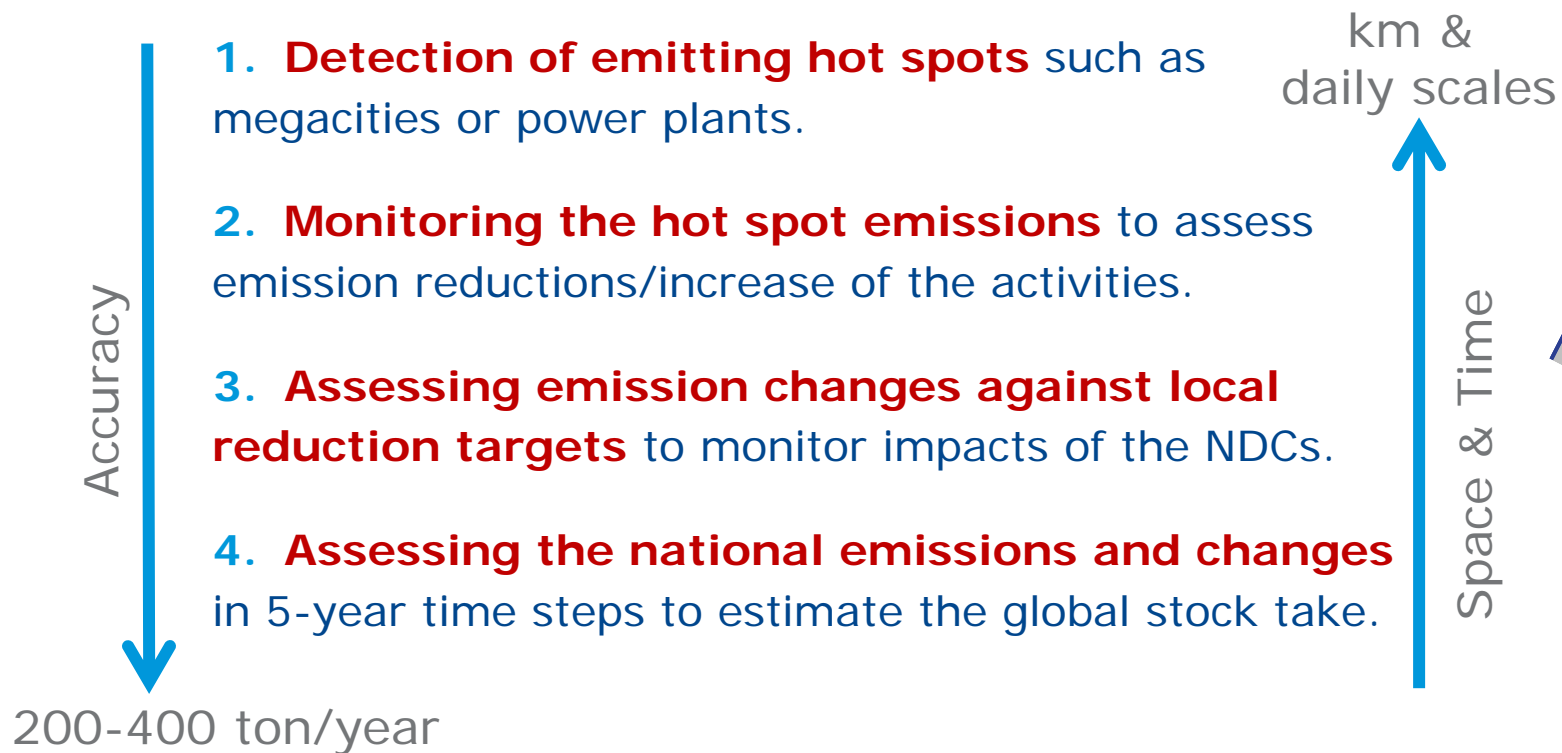 km &
daily scales
1. Detection of emitting hot spots such as
megacities or power plants.
2. Monitoring the hot spot emissions to assess
emission reductions/increase of the activities.
3. Assessing emission changes against local
reduction targets to monitor impacts of the NDCs.
4. Assessing the national emissions and changes
in 5-year time steps to estimate the global stock take.
Accuracy
Space & Time
200-400 ton/year